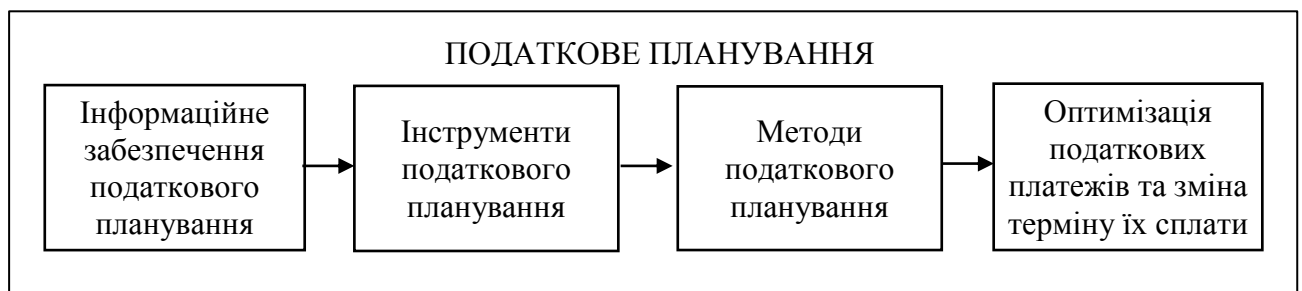 ПОДАТКОВЕ ПЛАНУВАННЯ
Інформаційне
забезпечення
податкового
планування
Інструменти
податкового
планування
Методи
податкового
планування
Оптимізація
податкових
платежів та зміна
терміну їх сплати